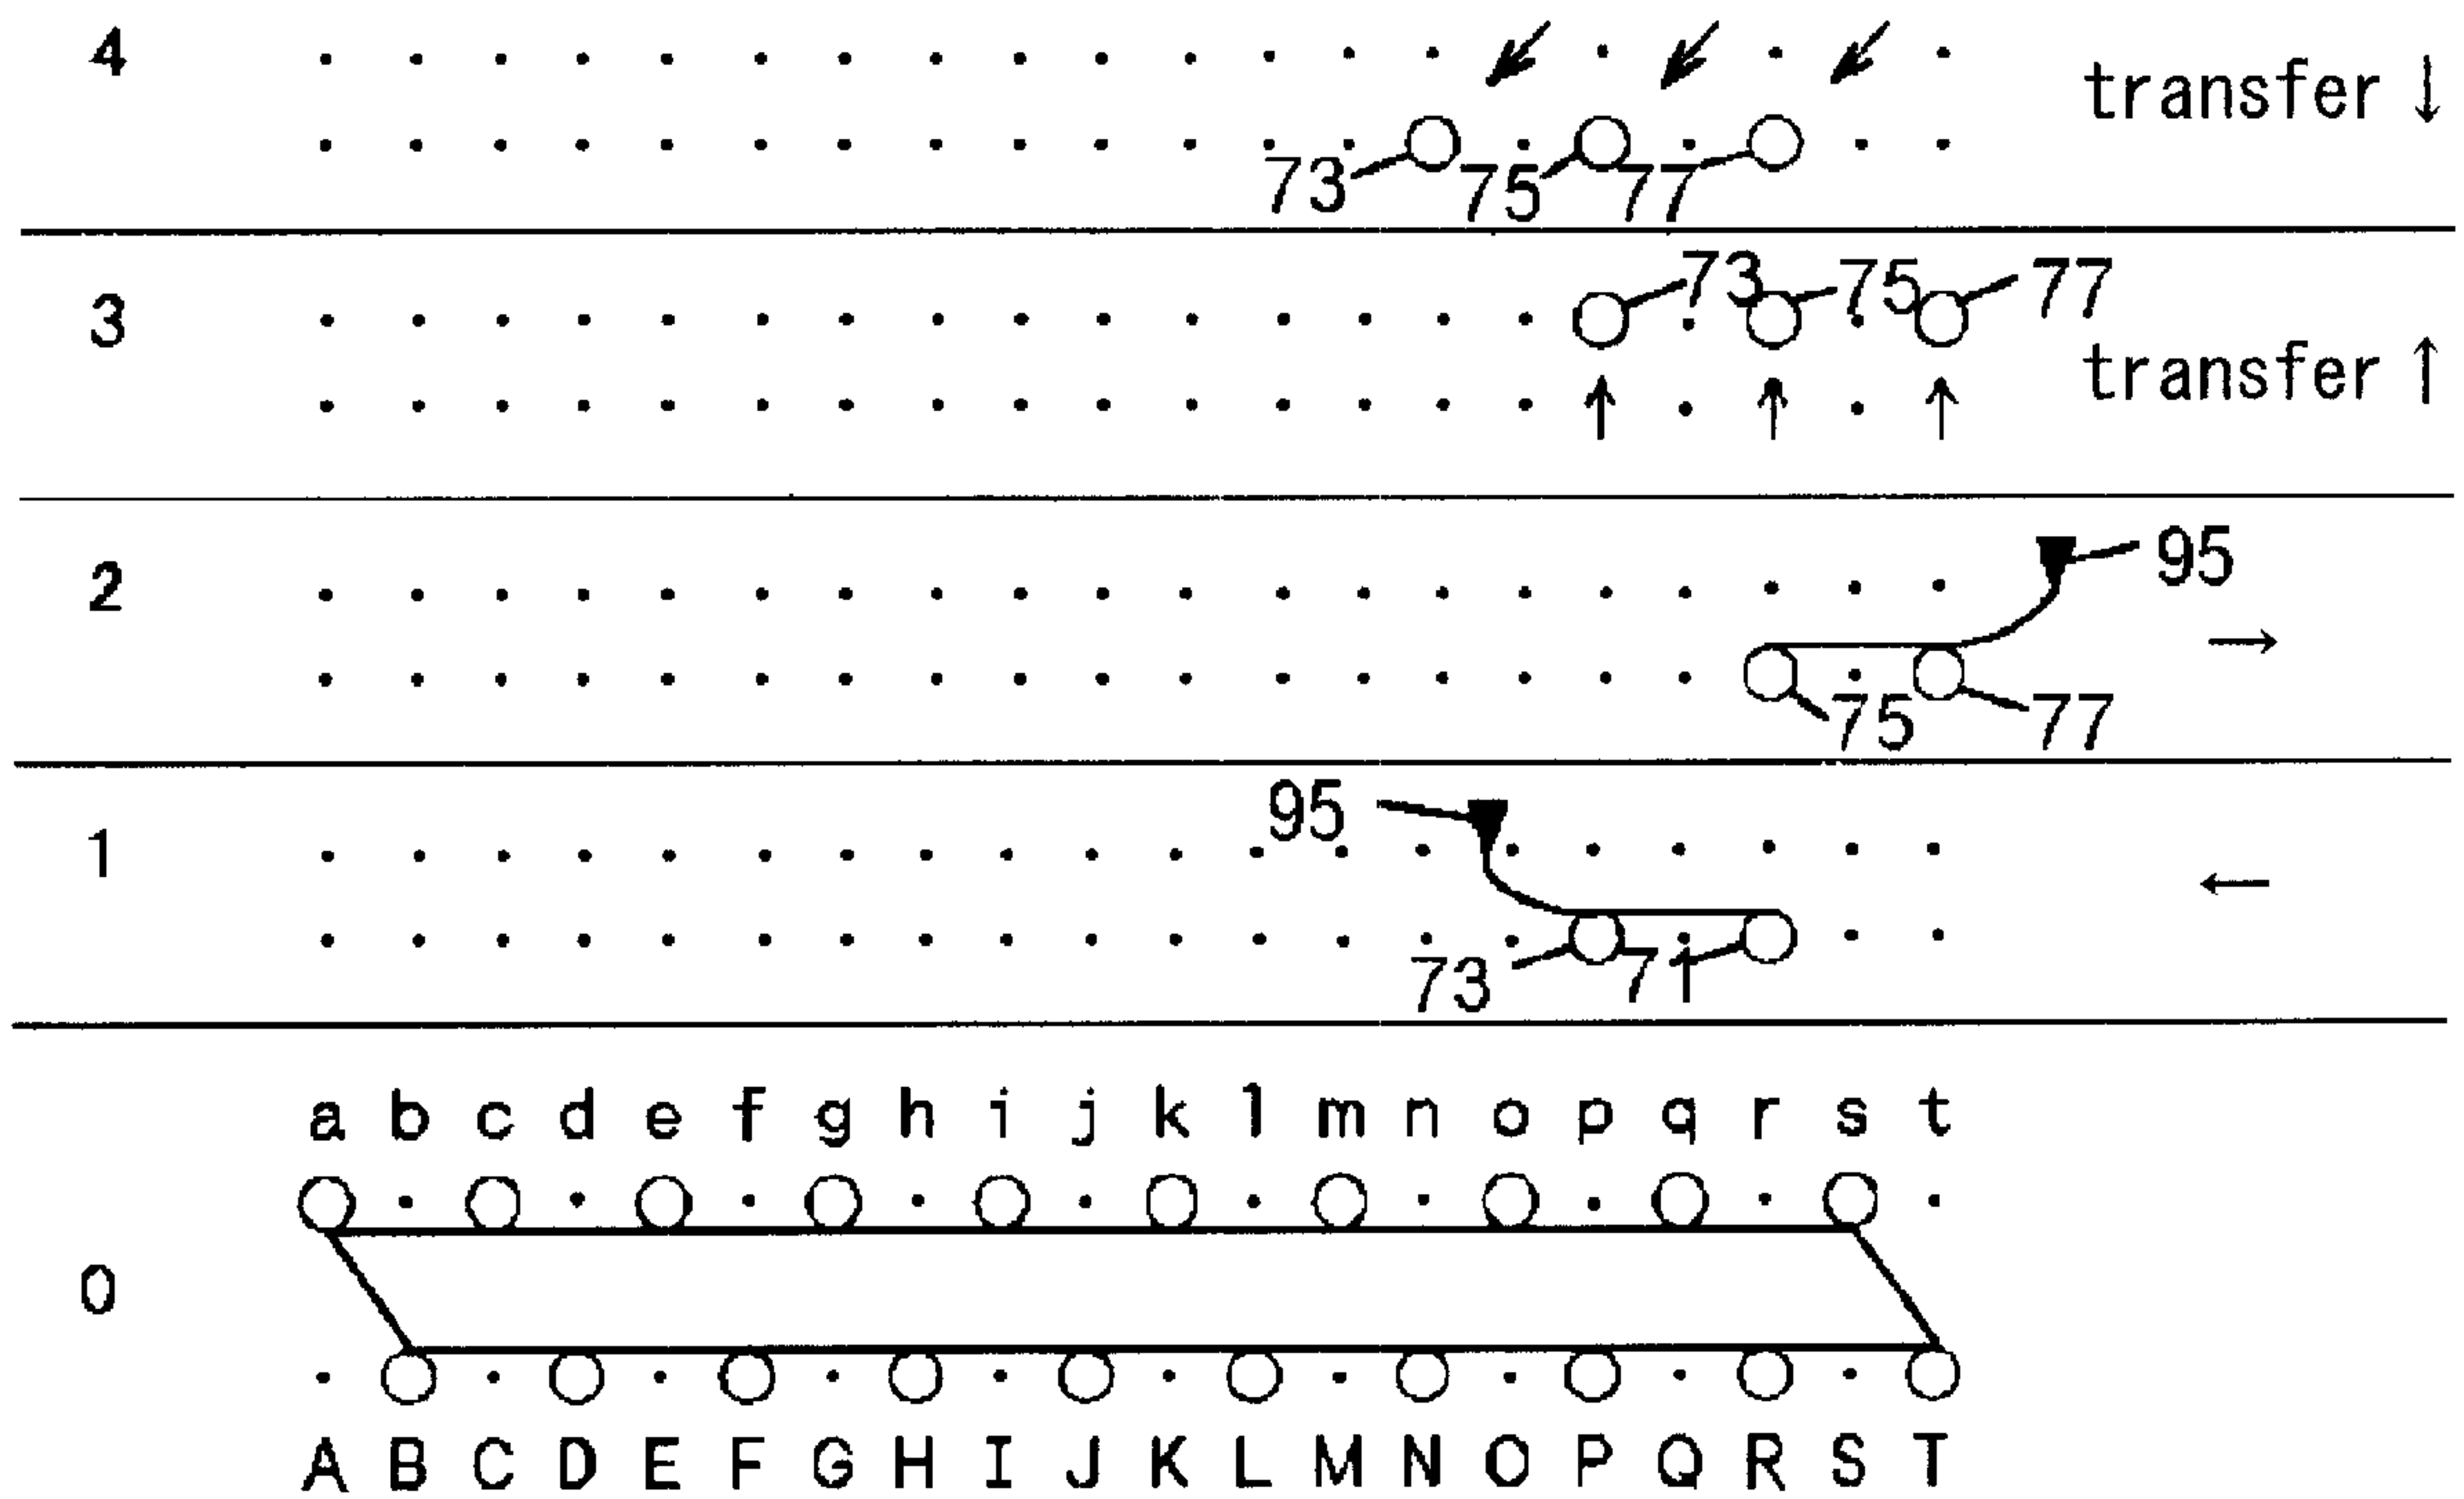 4 transfer ↓
73 75 77
3 73 75 77
transfer ↑
2 95
→
75 77
1 95
←
73 71
a b c d e f g h i j k l m n o p q r s t
0
A B C D E F G H I J K L M N O P Q R S T